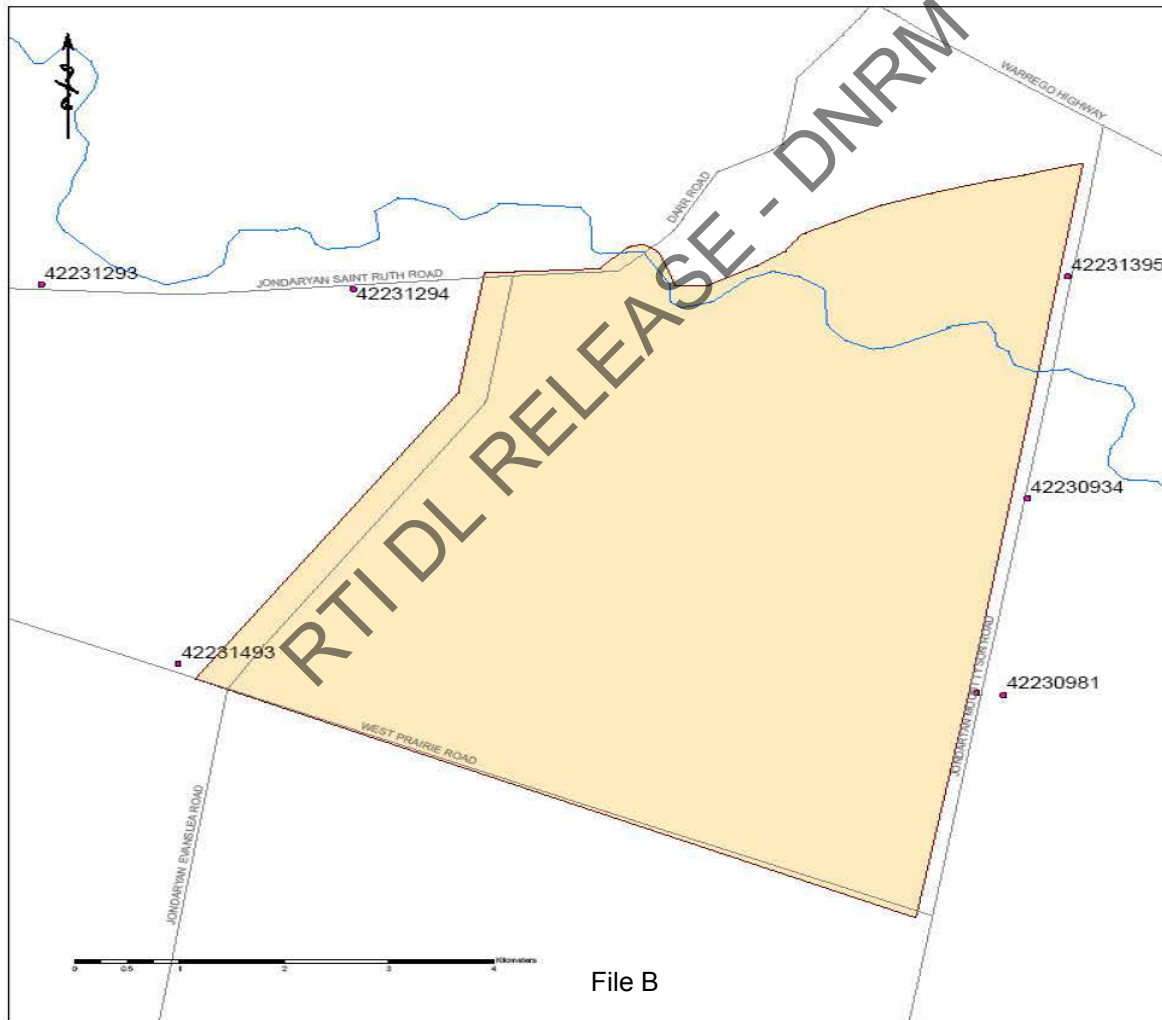 WARREGO HIGHWAY
DARR ROAD
42231293
JONDARYAN SAINT RUTH ROAD
42231294
42231395
RTI DL RELEASE - DNRM
42230934
42231493
42230981
JONDARYAN MOUNT TYSON ROAD
WEST PRAIRIE ROAD
JONDARYAN EVANSLEA ROAD
0 0.5 1 2 3 4 Kilometers
File B